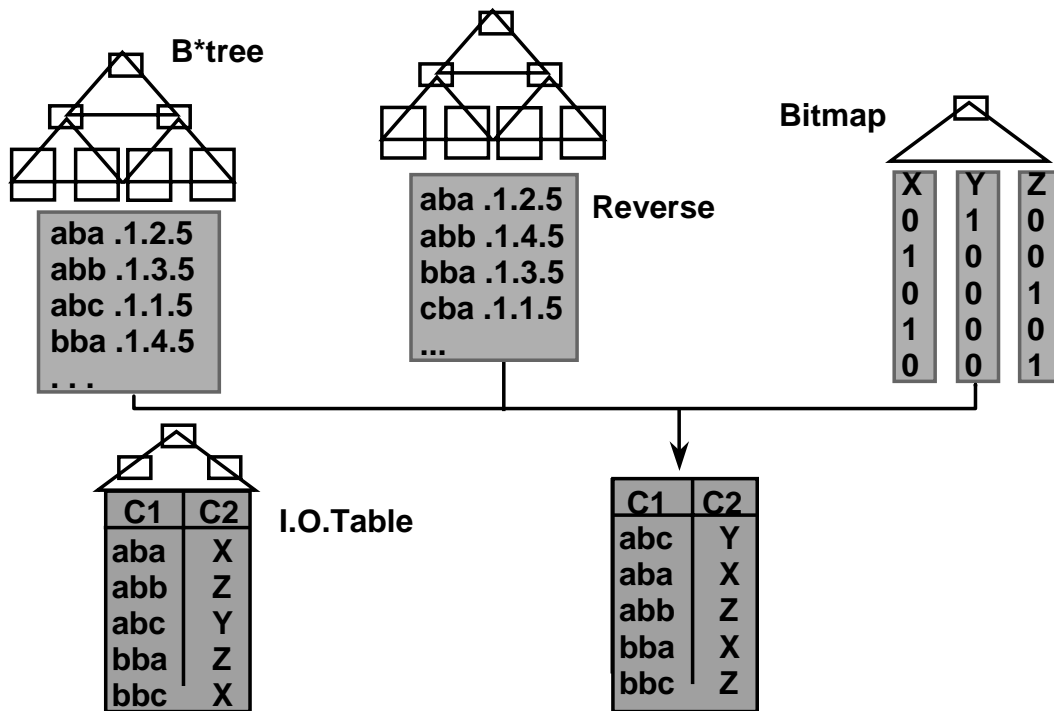 B*tree
aba .1.2.5
abb .1.3.5
abc .1.1.5
bba .1.4.5
. . .
aba .1.2.5
abb .1.4.5
bba .1.3.5
cba .1.1.5
...
Reverse
Bitmap
X Y Z
0 1 0
1 0 0
0 0 1
1 0 0
0 0 1
C1 C2
aba X
abb Z
abc Y
bba Z
bbc X
I.O.Table
C1 C2
abc Y
aba X
abb Z
bba X
bbc Z